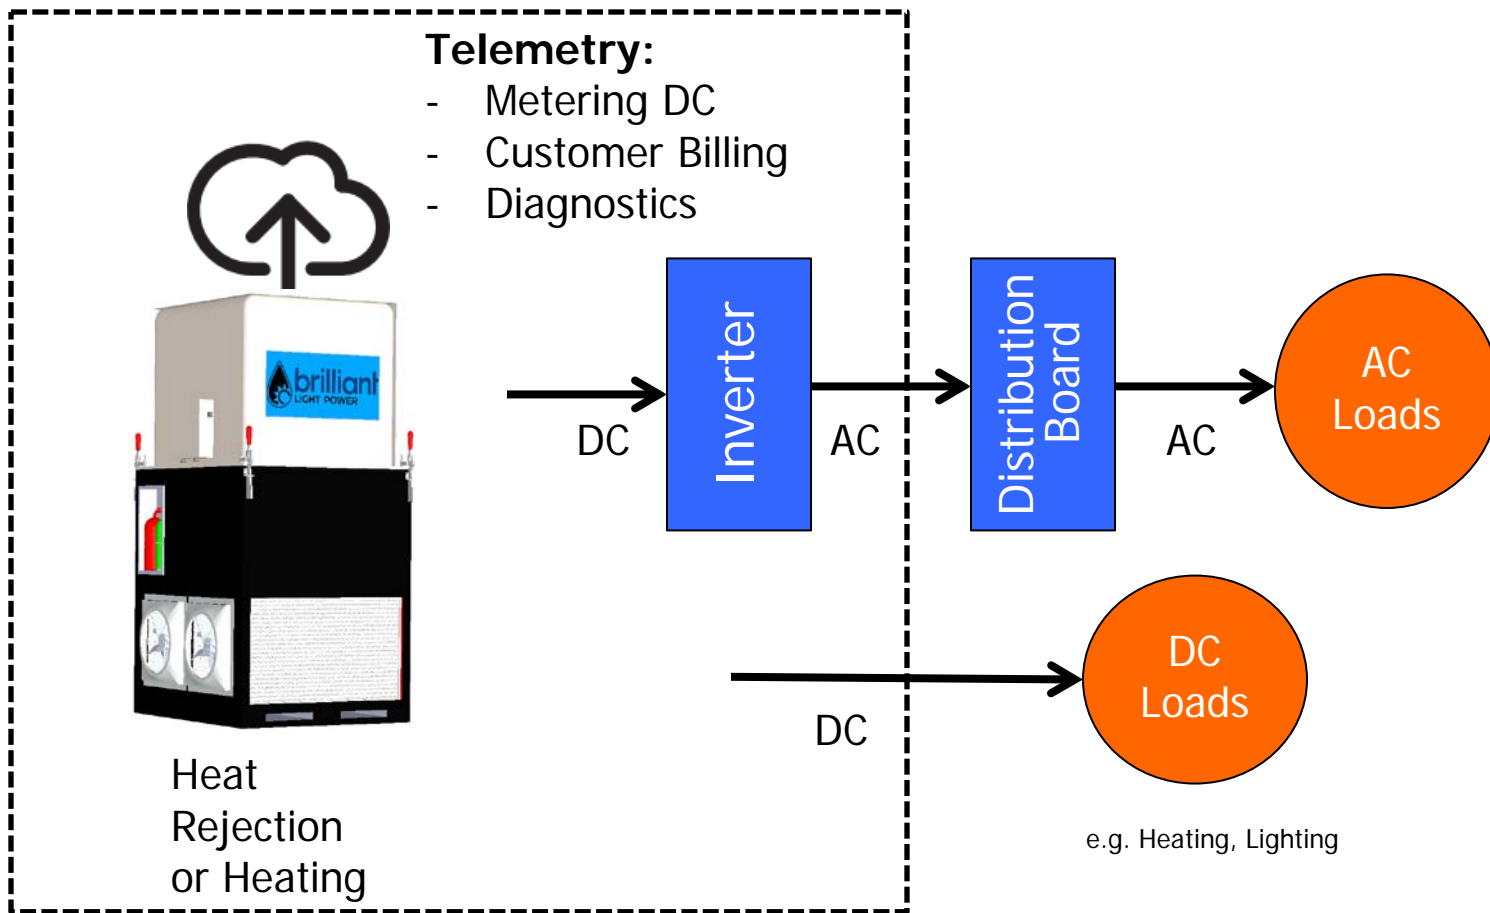 Telemetry:
- Metering DC
- Customer Billing
- Diagnostics
brilliant
LIGHT POWER
DC
Inverter
AC
Distribution
Board
AC
AC
Loads
DC
DC
Loads
Heat
Rejection
or Heating
e.g. Heating, Lighting